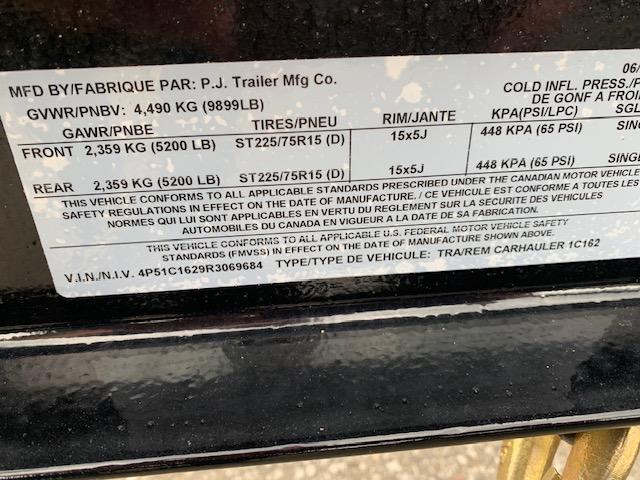 MFD BY/FABRIQUE PAR: P.J. Trailer Mfg Co. 06/
GVWR/PNBV: 4,490 KG (9899LB) COLD INFL. PRESS./P
DE GONF A FROI
GAWR/PNBE TIRES/PNEU RIM/JANTE KPA(PSI/LPC) SGL
FRONT 2,359 KG (5200 LB) ST225/75R15 (D) 15x5J 448 KPA (65 PSI) SING
REAR 2,359 KG (5200 LB) ST225/75R15 (D) 15x5J 448 KPA (65 PSI) SINGL
THIS VEHICLE CONFORMS TO ALL APPLICABLE STANDARDS PRESCRIBED UNDER THE CANADIAN MOTOR VEHICLE
SAFETY REGULATIONS IN EFFECT ON THE DATE OF MANUFACTURE. / CE VEHICULE EST CONFORME A TOUTES LES
NORMES QUI LUI SONT APPLICABLES EN VERTU DU REGLEMENT SUR LA SECURITE DES VEHICULES
AUTOMOBILES DU CANADA EN VIGUEUR A LA DATE DE SA FABRICATION.
THIS VEHICLE CONFORMS TO ALL APPLICABLE U.S. FEDERAL MOTOR VEHICLE SAFETY
STANDARDS (FMVSS) IN EFFECT ON THE DATE OF MANUFACTURE SHOWN ABOVE.
V.I.N./N.I.V. 4P51C1629R3069684 TYPE/TYPE DE VEHICULE: TRA/REM CARHAULER 1C162